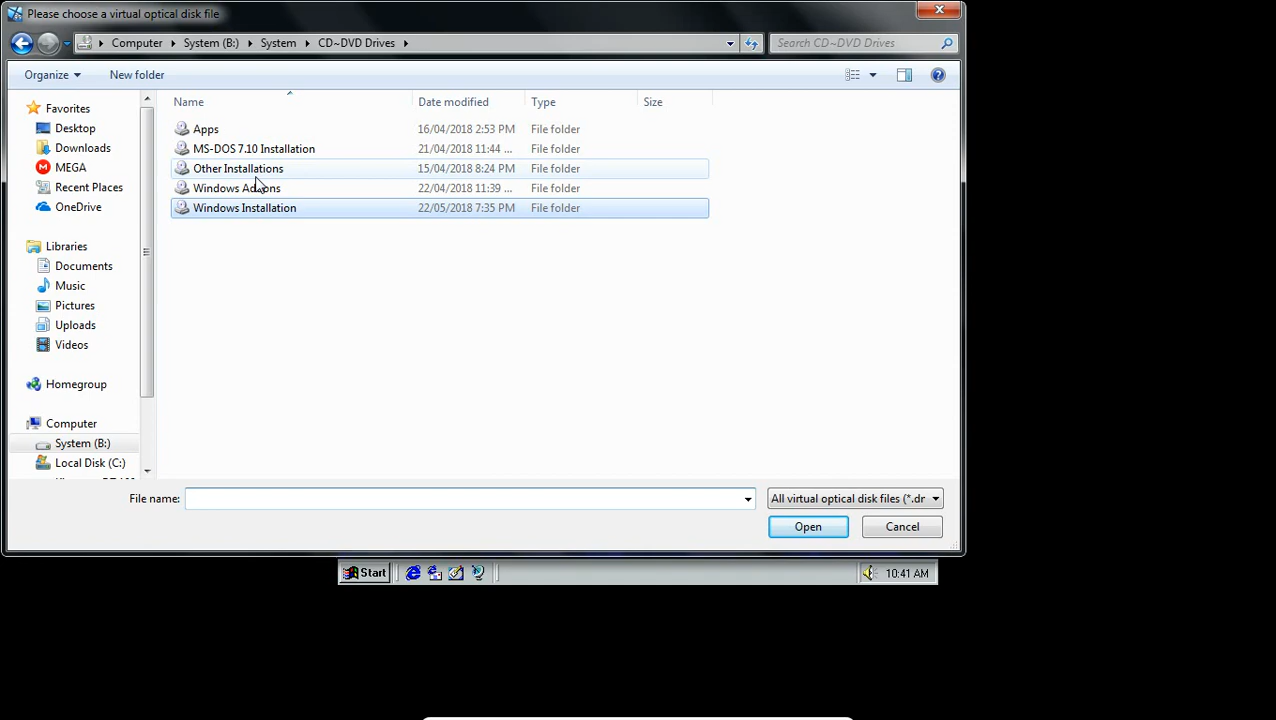 Please choose a virtual optical disk file
Computer System (B:) System CD~DVD Drives
Search CD~DVD Drives
Organize New folder
Name Date modified Type Size
Favorites
Desktop
Downloads
MEGA
Recent Places
OneDrive
Libraries
Documents
Music
Pictures
Uploads
Videos
Homegroup
Computer
System (B:)
Local Disk (C:)
Apps 16/04/2018 2:53 PM File folder
MS-DOS 7.10 Installation 21/04/2018 11:44 ... File folder
Other Installations 15/04/2018 8:24 PM File folder
Windows Addons 22/04/2018 11:39 ... File folder
Windows Installation 22/05/2018 7:35 PM File folder
File name:
All virtual optical disk files (*.dr
Open Cancel
Start 10:41 AM